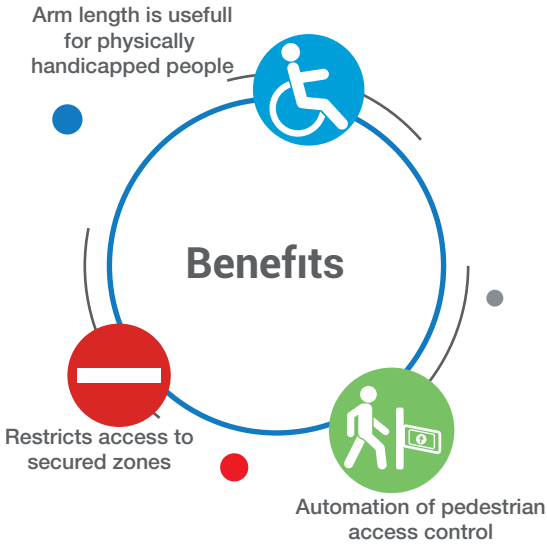 Arm length is usefull
for physically
handicapped people
Benefits
Restricts access to
secured zones
Automation of pedestrian
access control